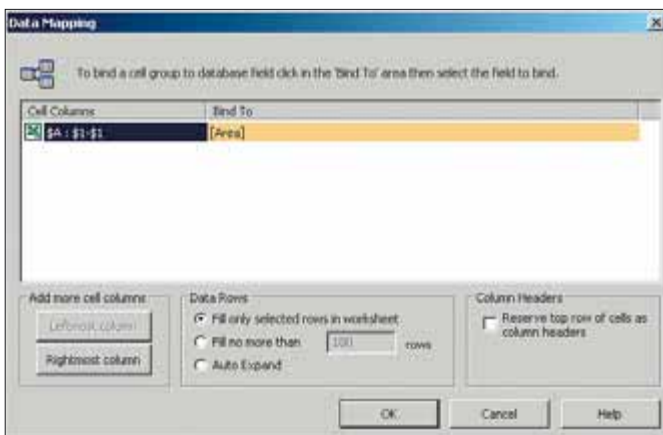 Data Mapping
To bind a cell group to database field click in the 'Bind To' area then select the field to bind.
Cell Columns Bind To
$A : $1-$1 [Area]
Add more cell columns Data Rows Column Headers
Leftmost column Fill only selected rows in worksheet Reserve top row of cells as
column headers
Fill no more than 100 rows
Rightmost column Auto Expand
OK Cancel Help